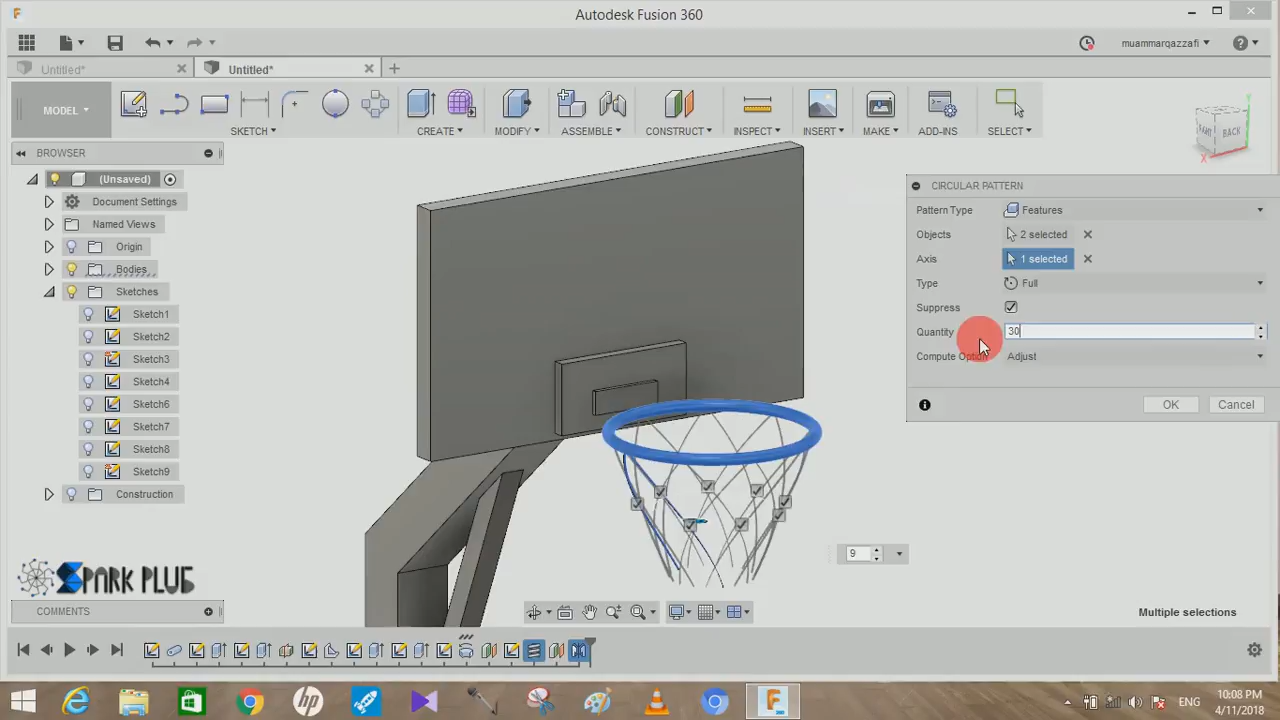 Autodesk Fusion 360
muammarqazzafi
Untitled*
Untitled*
MODEL
SKETCH
CREATE
MODIFY
ASSEMBLE
CONSTRUCT
INSPECT
INSERT
MAKE
ADD-INS
SELECT
BROWSER
(Unsaved)
Document Settings
Named Views
Origin
Bodies
Sketches
Sketch1
Sketch2
Sketch3
Sketch4
Sketch6
Sketch7
Sketch8
Sketch9
Construction
BACK
X
CIRCULAR PATTERN
Pattern Type
Features
Objects
2 selected
Axis
1 selected
Type
Full
Suppress
Quantity
30
Compute Option
Adjust
OK
Cancel
9
SPARK PLUG
COMMENTS
Multiple selections
ENG
10:08 PM
4/11/2018